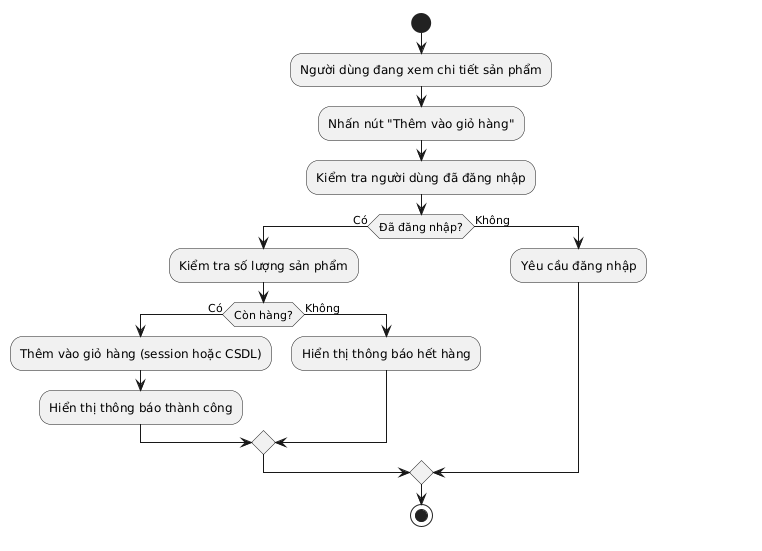 Người dùng đang xem chi tiết sản phẩm
Nhấn nút "Thêm vào giỏ hàng"
Kiểm tra người dùng đã đăng nhập
Có
Đã đăng nhập?
Không
Kiểm tra số lượng sản phẩm
Yêu cầu đăng nhập
Có
Còn hàng?
Không
Thêm vào giỏ hàng (session hoặc CSDL)
Hiển thị thông báo hết hàng
Hiển thị thông báo thành công